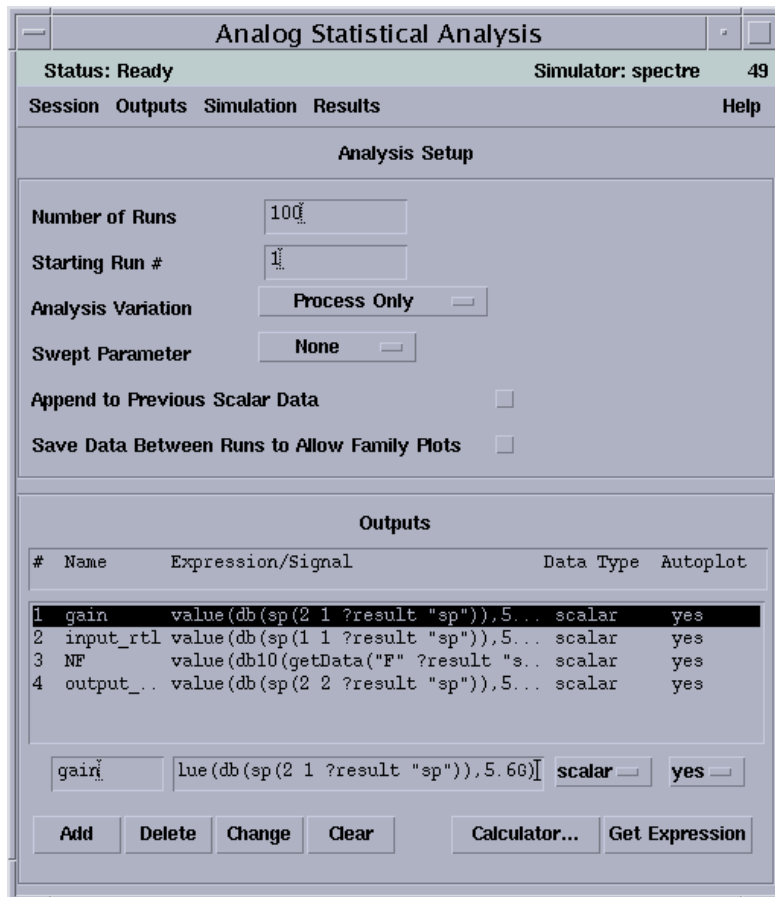 Analog Statistical Analysis
Status: Ready Simulator: spectre 49
Session Outputs Simulation Results Help
Analysis Setup
Number of Runs 100
Starting Run # 1
Analysis Variation Process Only
Swept Parameter None
Append to Previous Scalar Data
Save Data Between Runs to Allow Family Plots
Outputs
# Name Expression/Signal Data Type Autoplot
1 gain value(db(sp(2 1 ?result "sp")),5... scalar yes
2 input_rtl value(db(sp(1 1 ?result "sp")),5... scalar yes
3 NF value(db10(getData("F" ?result "s.. scalar yes
4 output_.. value(db(sp(2 2 ?result "sp")),5... scalar yes
gain lue(db(sp(2 1 ?result "sp")),5.6G) scalar yes
Add Delete Change Clear Calculator... Get Expression